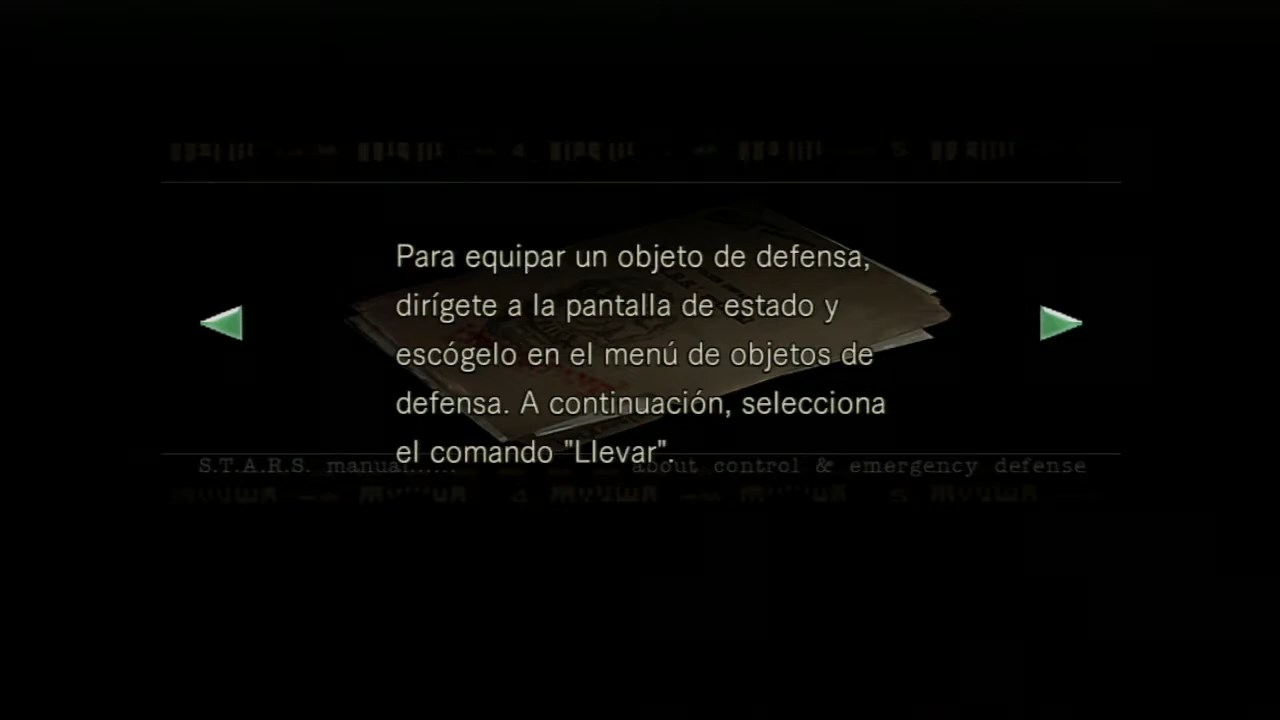 Para equipar un objeto de defensa,
dirígete a la pantalla de estado y
escógelo en el menú de objetos de
defensa. A continuación, selecciona
el comando "Llevar".
S.T.A.R.S. manual...... about control & emergency defense